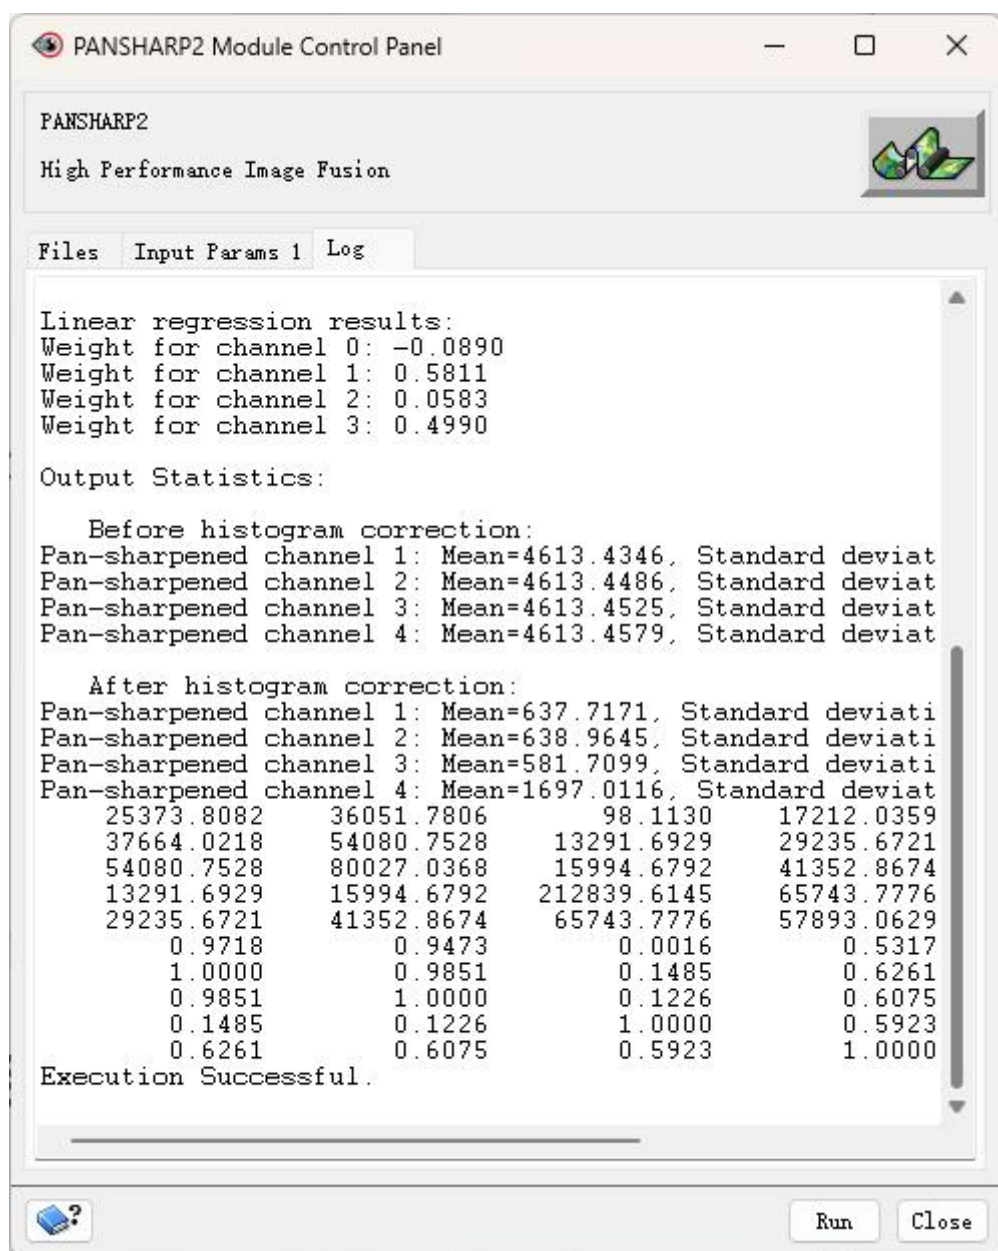 PANSHARP2 Module Control Panel
PANSHARP2
High Performance Image Fusion
Files Input Params 1 Log
Linear regression results:
Weight for channel 0: -0.0890
Weight for channel 1: 0.5811
Weight for channel 2: 0.0583
Weight for channel 3: 0.4990
Output Statistics:
Before histogram correction:
Pan-sharpened channel 1: Mean=4613.4346, Standard deviat
Pan-sharpened channel 2: Mean=4613.4486, Standard deviat
Pan-sharpened channel 3: Mean=4613.4525, Standard deviat
Pan-sharpened channel 4: Mean=4613.4579, Standard deviat
After histogram correction:
Pan-sharpened channel 1: Mean=637.7171, Standard deviati
Pan-sharpened channel 2: Mean=638.9645, Standard deviati
Pan-sharpened channel 3: Mean=581.7099, Standard deviati
Pan-sharpened channel 4: Mean=1697.0116, Standard deviat
25373.8082 36051.7806 98.1130 17212.0359
37664.0218 54080.7528 13291.6929 29235.6721
54080.7528 80027.0368 15994.6792 41352.8674
13291.6929 15994.6792 212839.6145 65743.7776
29235.6721 41352.8674 65743.7776 57893.0629
0.9718 0.9473 0.0016 0.5317
1.0000 0.9851 0.1485 0.6261
0.9851 1.0000 0.1226 0.6075
0.1485 0.1226 1.0000 0.5923
0.6261 0.6075 0.5923 1.0000
Execution Successful.
Run Close